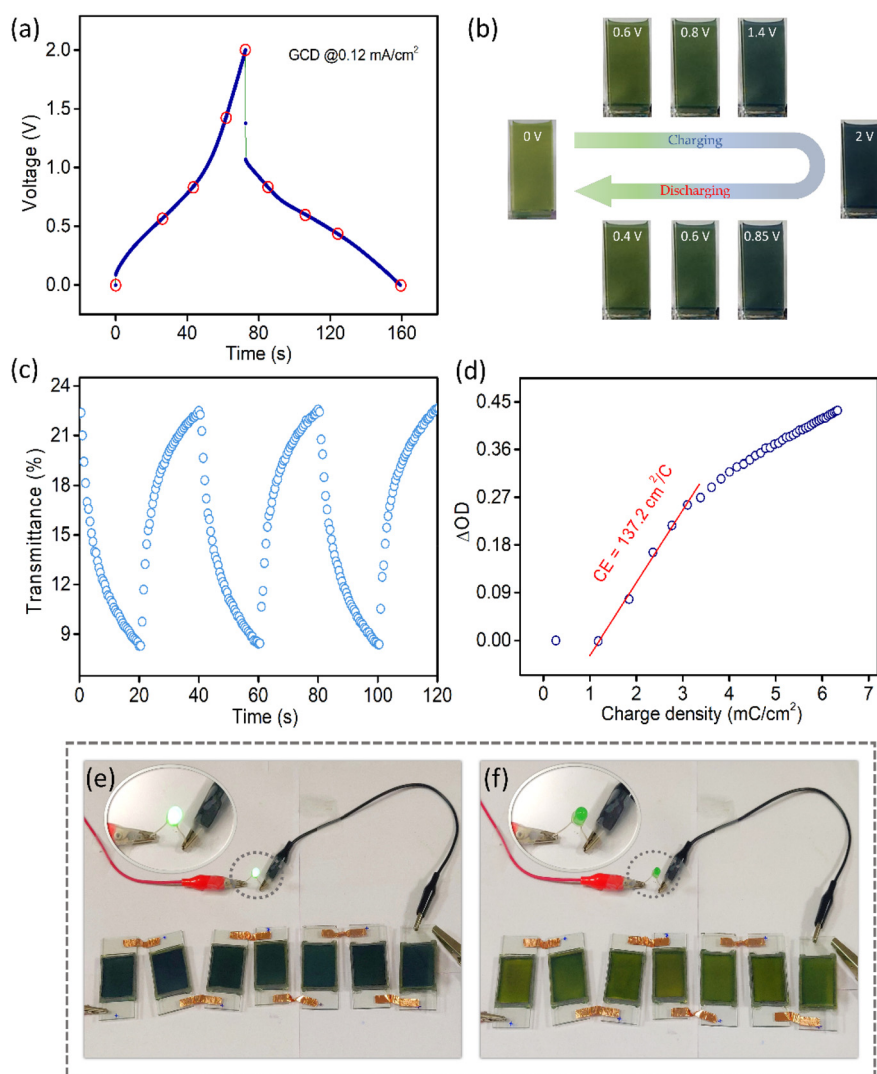 (a)
GCD @0.12 mA/cm²
2.0
1.5
1.0
0.5
0.0
Voltage (V)
0
40
80
120
160
Time (s)
(b)
0.6 V
0.8 V
1.4 V
0 V
Charging
2 V
Discharging
0.4 V
0.6 V
0.85 V
(c)
24
21
18
15
12
9
Transmittance (%)
0
20
40
60
80
100
120
Time (s)
(d)
0.45
0.36
0.27
0.18
0.09
0.00
ΔOD
CE = 137.2 cm²/C
0
1
2
3
4
5
6
7
Charge density (mC/cm²)
(e)
(f)